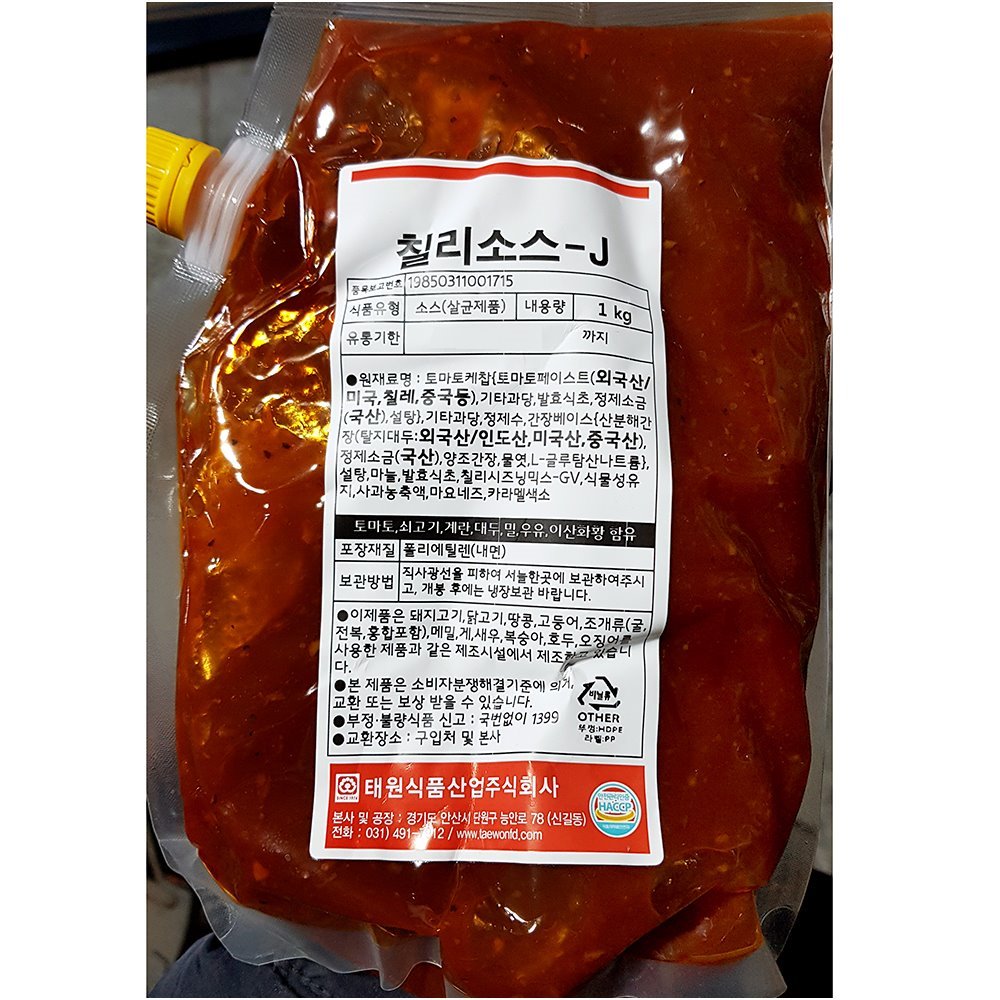 칠리소스-J
품목보고번호 19850311001715
식품유형 소스(살균제품) 내용량 1 kg
유통기한 까지
●원재료명 : 토마토케찹{토마토페이스트(외국산/
미국,칠레,중국등),기타과당,발효식초,정제소금
(국산),설탕},기타과당,정제수,간장베이스{산분해간
장(탈지대두:외국산/인도산,미국산,중국산),
정제소금(국산),양조간장,물엿,L-글루탐산나트륨},
설탕,마늘,발효식초,칠리시즈닝믹스-GV,식물성유
지,사과농축액,마요네즈,카라멜색소
토마토,쇠고기,계란,대두,밀,우유,이산화황 함유
포장재질 폴리에틸렌(내면)
보관방법 직사광선을 피하여 서늘한곳에 보관하여주시
고, 개봉 후에는 냉장보관 바랍니다.
●이제품은 돼지고기,닭고기,땅콩,고등어,조개류(굴,
전복,홍합포함),메밀,게,새우,복숭아,호두,오징어를
사용한 제품과 같은 제조시설에서 제조하고 있습니
다.
●본 제품은 소비자분쟁해결기준에 의거,
교환 또는 보상 받을 수 있습니다.
●부정·불량식품 신고 : 국번없이 1399
●교환장소 : 구입처 및 본사
비닐류
OTHER
뚜껑:HDPE
라벨:PP
SINCE 1976
태원식품산업주식회사
본사 및 공장 : 경기도 안산시 단원구 능안로 78 (신길동)
전화 : 031) 491-7 / www.taewonfd.com
HACCP